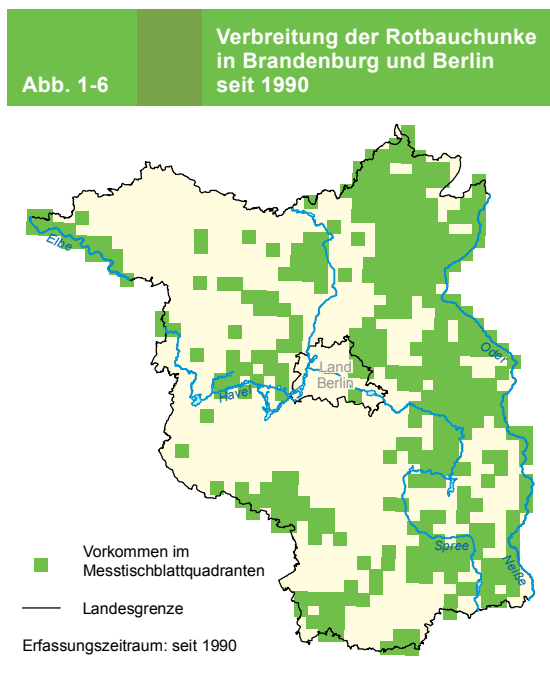 Abb. 1-6
Verbreitung der Rotbauchunke
in Brandenburg und Berlin
seit 1990
Elbe
Oder
Land
Berlin
Havel
Spree
Neiße
Vorkommen im
Messtischblattquadranten
Landesgrenze
Erfassungszeitraum: seit 1990